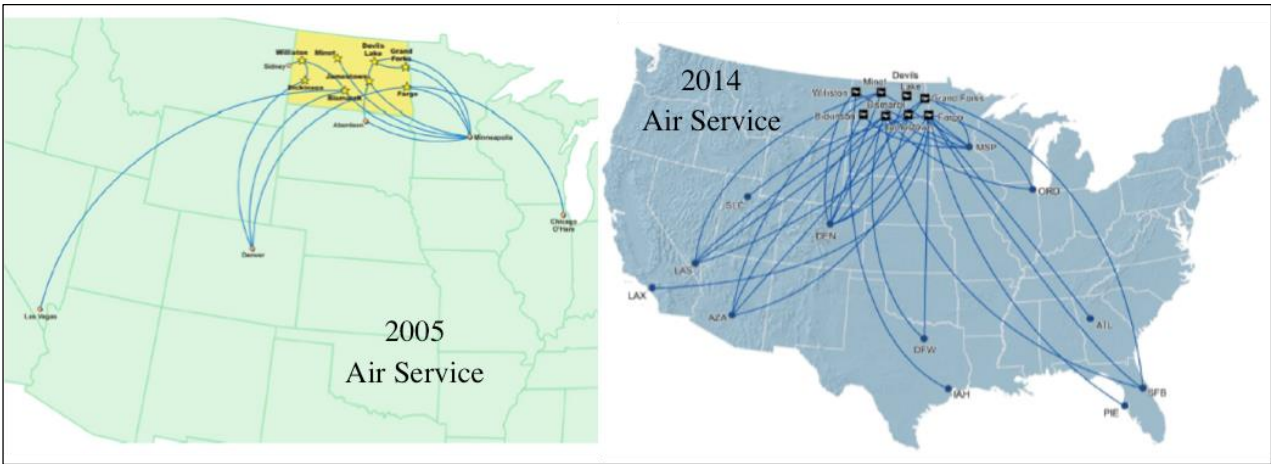 Williston
Minot
Devils
Lake
Grand
Forks
Sidney
Jamestown
Dickinson
Bismarck
Fargo
Aberdeen
Minneapolis
Chicago
O'Hare
Denver
Las Vegas
2005
Air Service
2014
Air Service
Devils
Minot
Lake
Williston
Grand Forks
Bismarck
Dickinson
Fargo
MSP
ORD
SLC
DEN
LAS
LAX
AZA
ATL
DFW
IAH
SFB
PIE